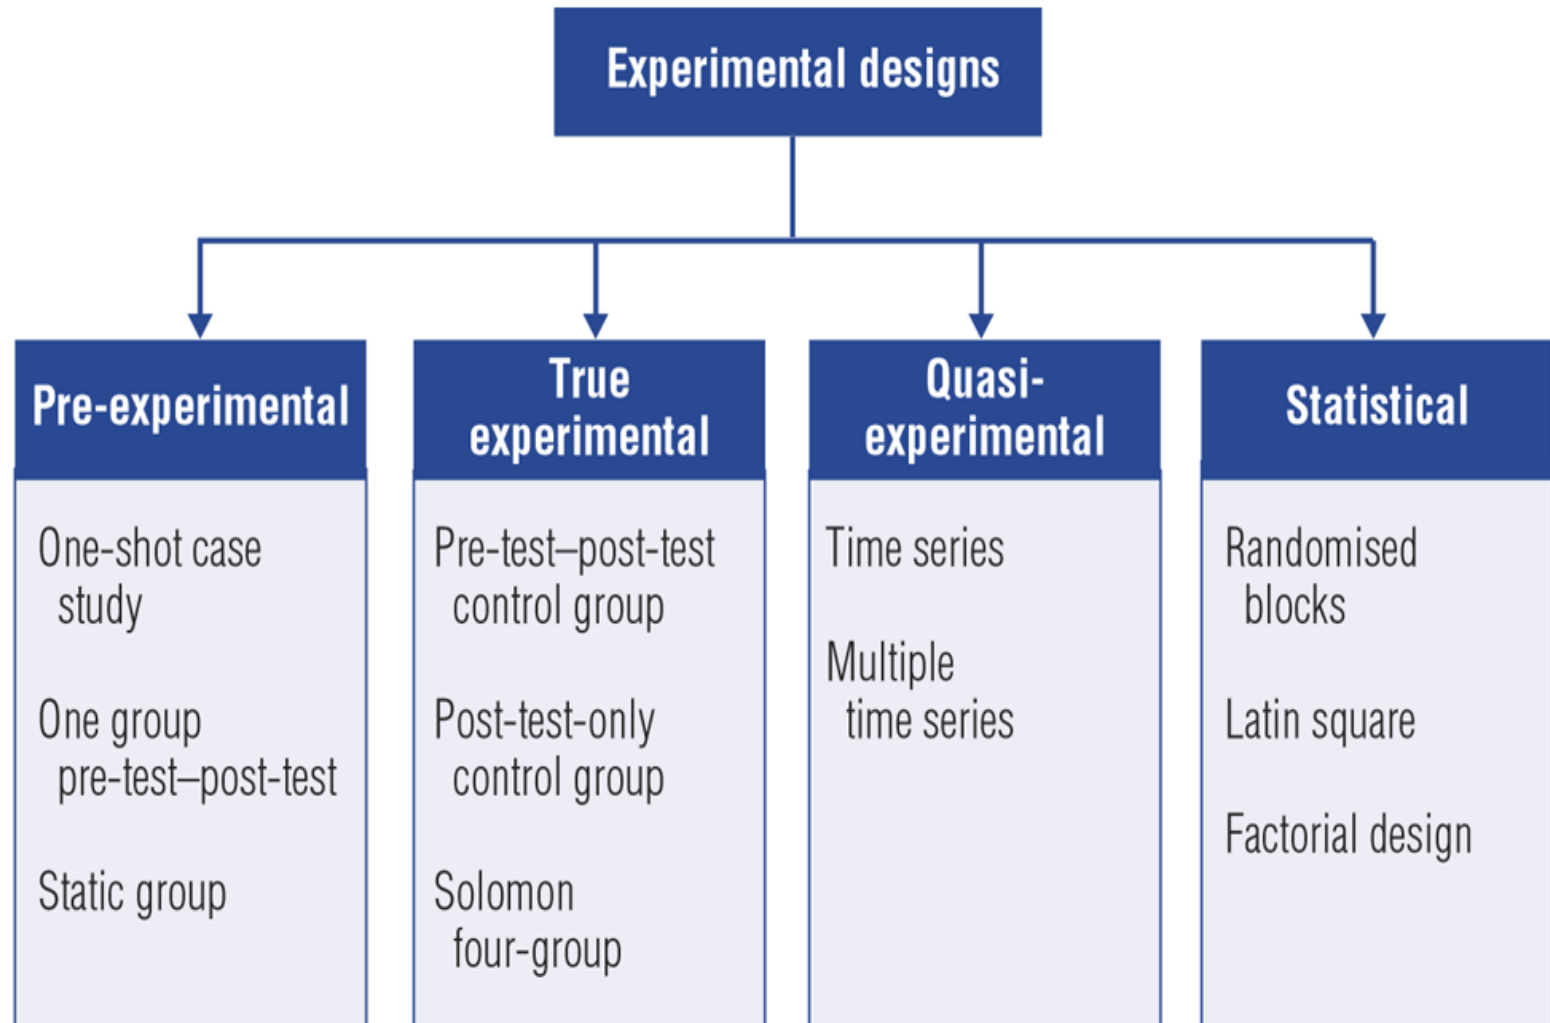 Experimental designs
Pre-experimental
One-shot case
study
One group
pre-test–post-test
Static group
True
experimental
Pre-test–post-test
control group
Post-test-only
control group
Solomon
four-group
Quasi-
experimental
Time series
Multiple
time series
Statistical
Randomised
blocks
Latin square
Factorial design